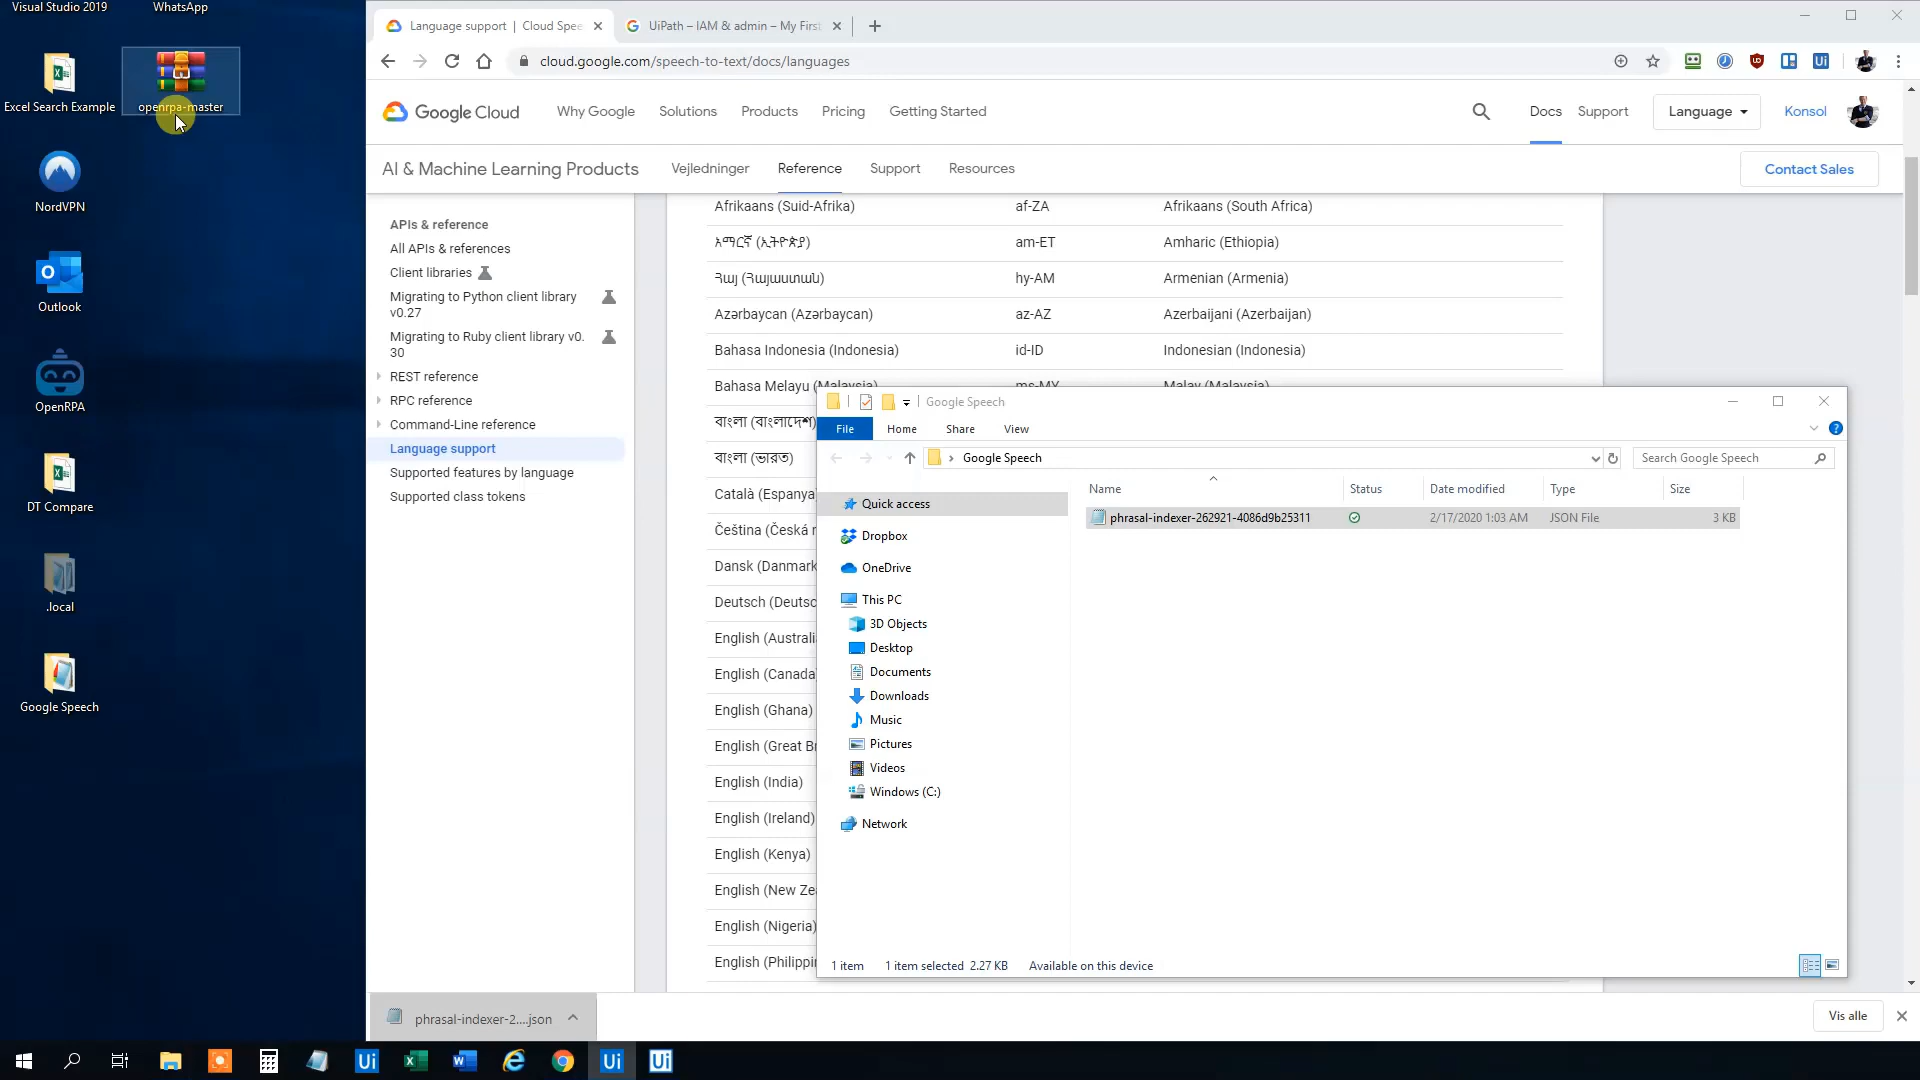 Visual Studio 2019
WhatsApp
Excel Search Example
openrpa-master
NordVPN
Outlook
OpenRPA
DT Compare
.local
Google Speech
Language support | Cloud Spee
UiPath – IAM & admin – My First
cloud.google.com/speech-to-text/docs/languages
Google Cloud
Why Google
Solutions
Products
Pricing
Getting Started
Docs
Support
Language
Konsol
AI & Machine Learning Products
Vejledninger
Reference
Support
Resources
Contact Sales
APIs & reference
All APIs & references
Client libraries
Migrating to Python client library
v0.27
Migrating to Ruby client library v0.
30
REST reference
RPC reference
Command-Line reference
Language support
Supported features by language
Supported class tokens
Afrikaans (Suid-Afrika) af-ZA Afrikaans (South Africa)
አማርኛ (ኢትዮጵያ) am-ET Amharic (Ethiopia)
Հայ (Հայաստան) hy-AM Armenian (Armenia)
Azərbaycan (Azərbaycan) az-AZ Azerbaijani (Azerbaijan)
Bahasa Indonesia (Indonesia) id-ID Indonesian (Indonesia)
Bahasa Melayu (Malaysia) ms-MY Malay (Malaysia)
বাংলা (বাংলাদেশ)
বাংলা (ভারত)
Català (Espanya
Čeština (Česká r
Dansk (Danmark
Deutsch (Deutsc
English (Australi
English (Canada
English (Ghana)
English (Great B
English (India)
English (Ireland)
English (Kenya)
English (New Ze
English (Nigeria)
English (Philippi
Google Speech
File
Home
Share
View
Google Speech
Search Google Speech
Name
Status
Date modified
Type
Size
phrasal-indexer-262921-4086d9b25311
2/17/2020 1:03 AM
JSON File
3 KB
Quick access
Dropbox
OneDrive
This PC
3D Objects
Desktop
Documents
Downloads
Music
Pictures
Videos
Windows (C:)
Network
1 item
1 item selected 2.27 KB
Available on this device
phrasal-indexer-2....json
Vis alle
Ui
Ui
Ui